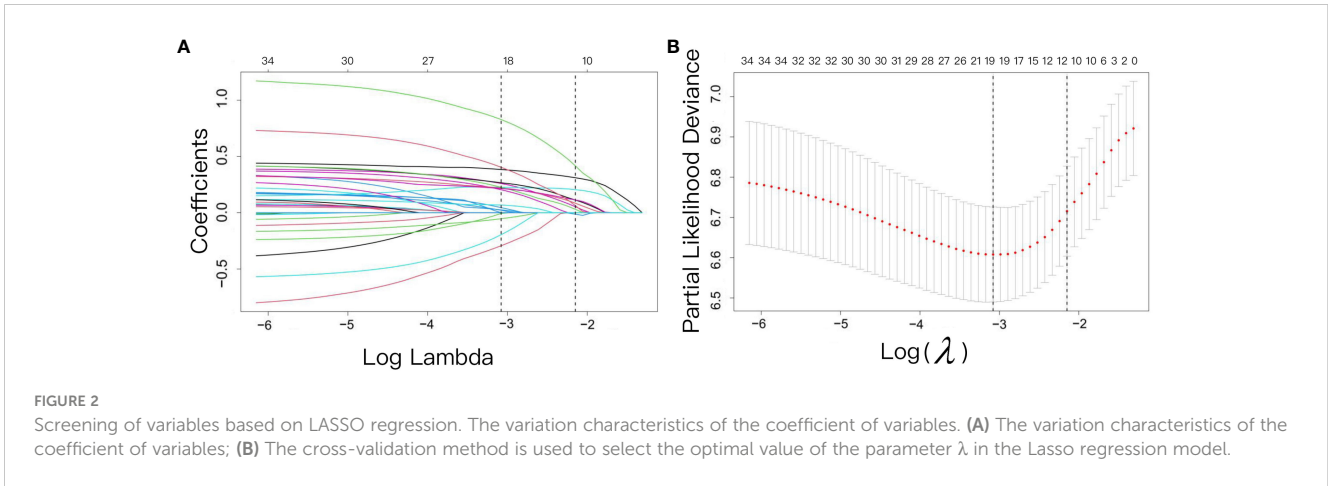 A
34 30 27 18 10
1.0
0.5
0.0
−0.5
Coefficients
−6 −5 −4 −3 −2
Log Lambda
B
34 34 34 32 32 32 30 30 30 31 29 28 27 26 21 19 19 17 15 12 12 10 10 6 3 2 0
7.0
6.9
6.8
6.7
6.6
6.5
Partial Likelihood Deviance
−6 −5 −4 −3 −2
Log(λ)
FIGURE 2
Screening of variables based on LASSO regression. The variation characteristics of the coefficient of variables. (A) The variation characteristics of the
coefficient of variables; (B) The cross-validation method is used to select the optimal value of the parameter λ in the Lasso regression model.